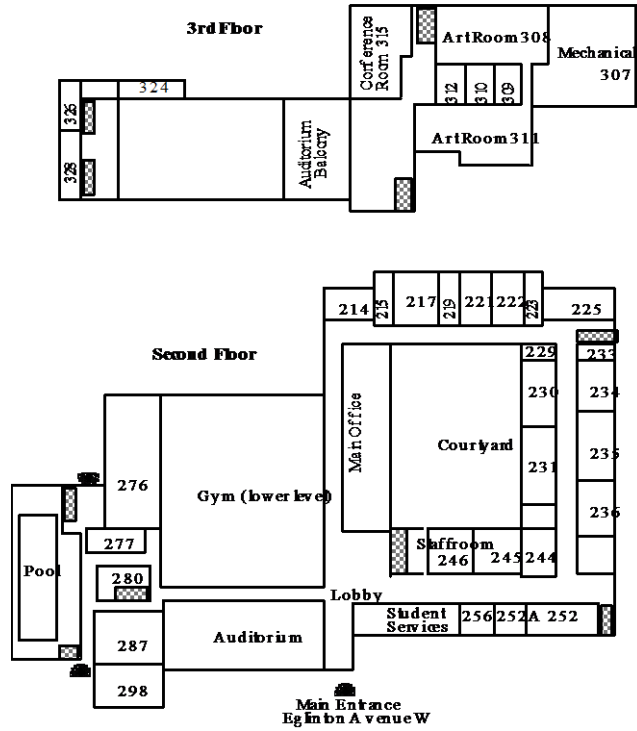 3rd Floor
Conference
Room 315
Art Room 308
Mechanical
307
324
326
312
310
309
328
Auditorium
Balcony
Art Room 311
214
215
217
219
221
222
223
225
Second Floor
229
233
230
234
Main Office
Courtyard
231
235
276
Gym (lower level)
236
277
Staffroom
246
245
244
Pool
280
Lobby
287
Auditorium
Student
Services
256
252
A 252
298
Main Entrance
Eglinton Avenue W